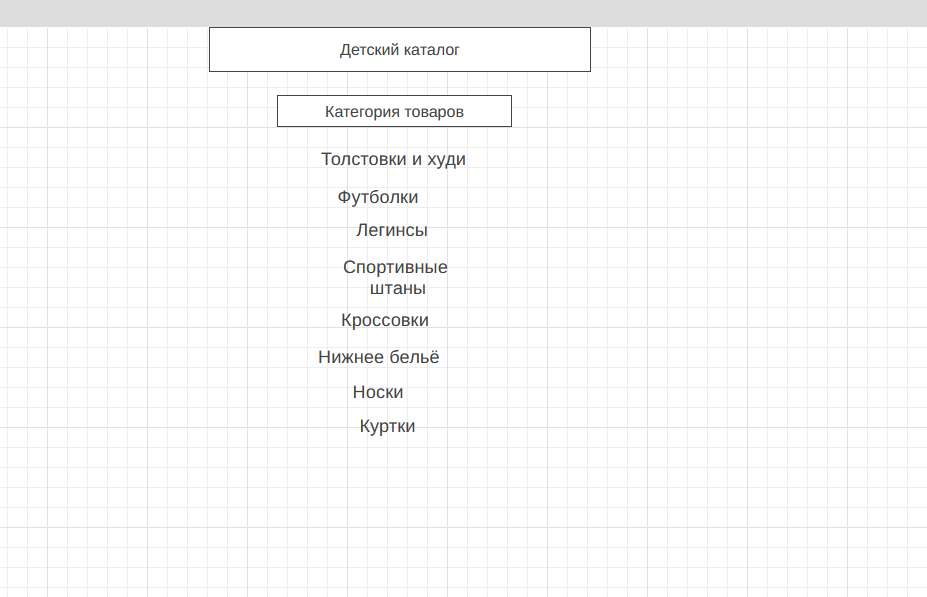 Детский каталог
Категория товаров
Толстовки и худи
Футболки
Легинсы
Спортивные
штаны
Кроссовки
Нижнее бельё
Носки
Куртки